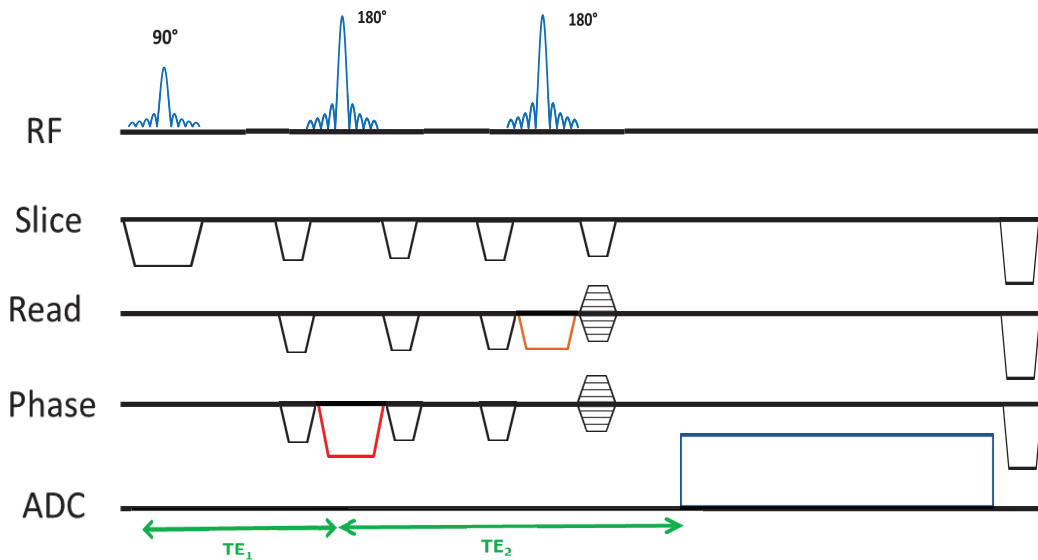 90°
180°
180°
RF
Slice
Read
Phase
ADC
TE₁
TE₂